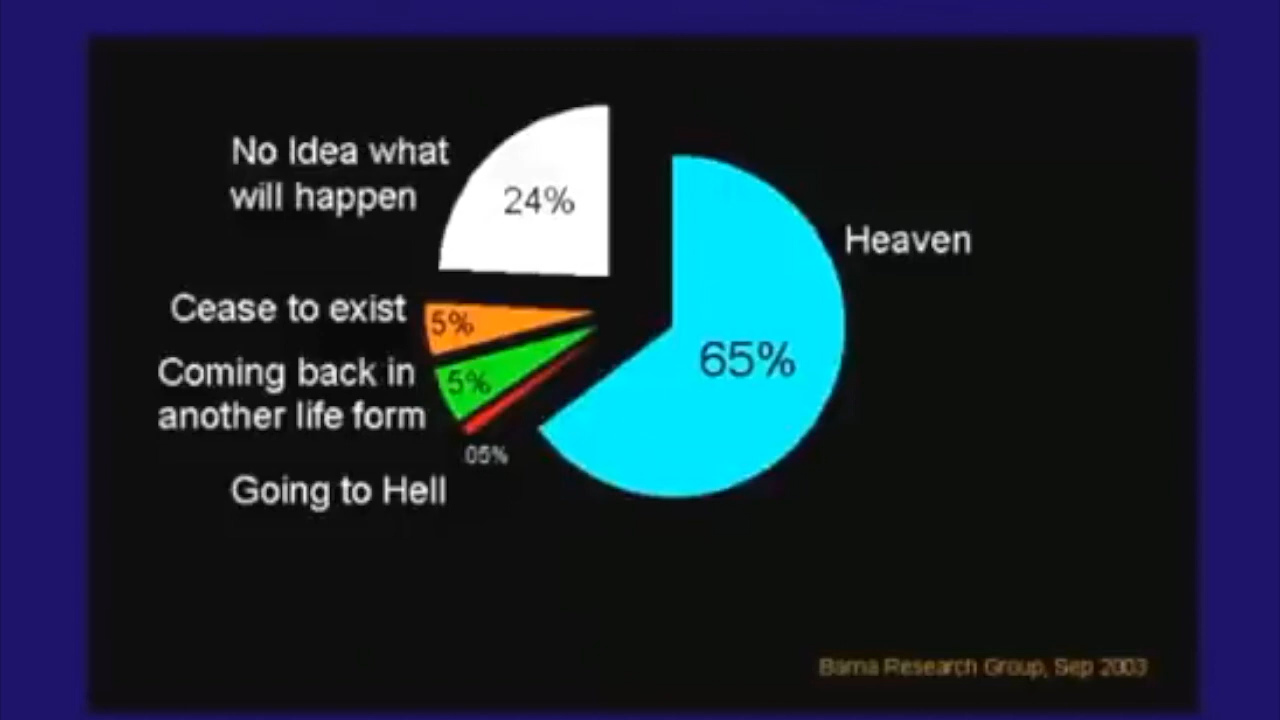 No Idea what
will happen
24%
Heaven
Cease to exist
5%
65%
Coming back in
another life form
5%
.05%
Going to Hell
Barna Research Group, Sep 2003